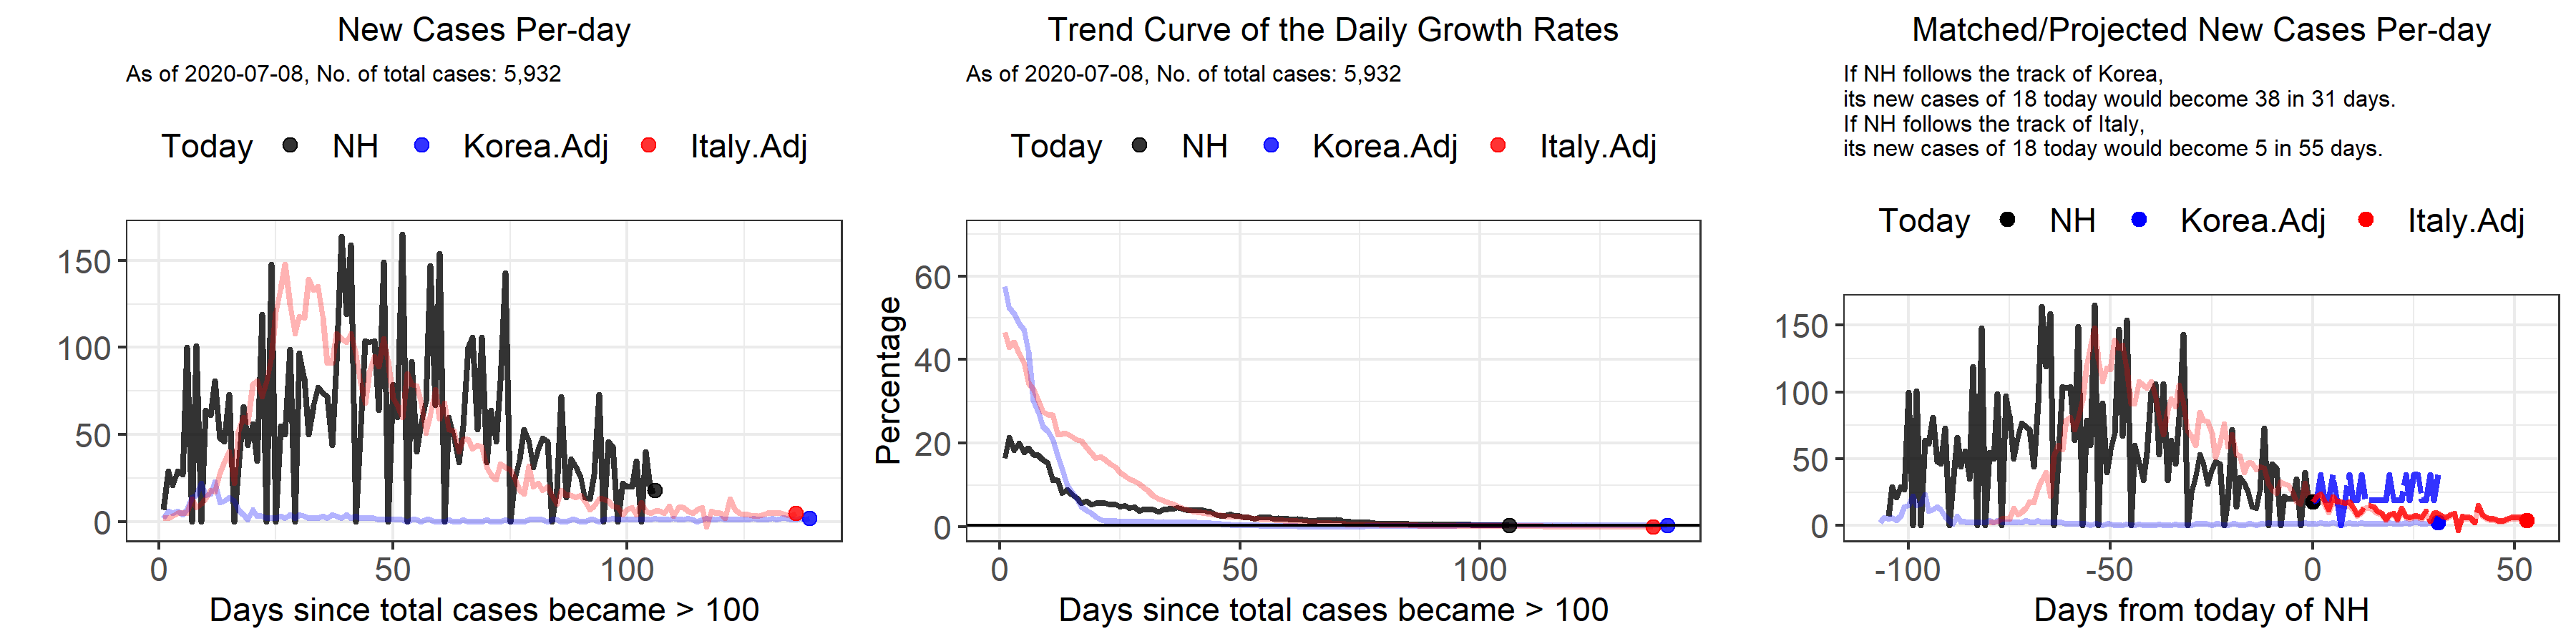 New Cases Per-day
As of 2020-07-08, No. of total cases: 5,932
Today NH Korea.Adj Italy.Adj
150
100
50
0
0 50 100
Days since total cases became > 100
Trend Curve of the Daily Growth Rates
As of 2020-07-08, No. of total cases: 5,932
Today NH Korea.Adj Italy.Adj
Percentage
60
40
20
0
0 50 100
Days since total cases became > 100
Matched/Projected New Cases Per-day
If NH follows the track of Korea,
its new cases of 18 today would become 38 in 31 days.
If NH follows the track of Italy,
its new cases of 18 today would become 5 in 55 days.
Today NH Korea.Adj Italy.Adj
150
100
50
0
-100 -50 0 50
Days from today of NH